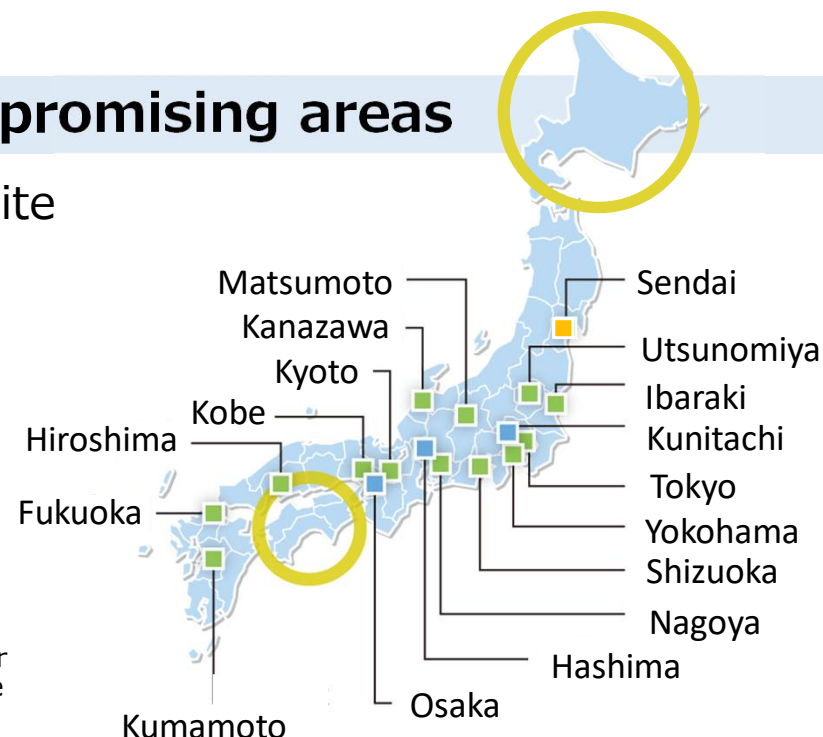 promising areas
ite
Matsumoto
Kanazawa
Kyoto
Kobe
Hiroshima
Fukuoka
Sendai
Utsunomiya
Ibaraki
Kunitachi
Tokyo
Yokohama
Shizuoka
Nagoya
Hashima
Osaka
Kumamoto
r
e